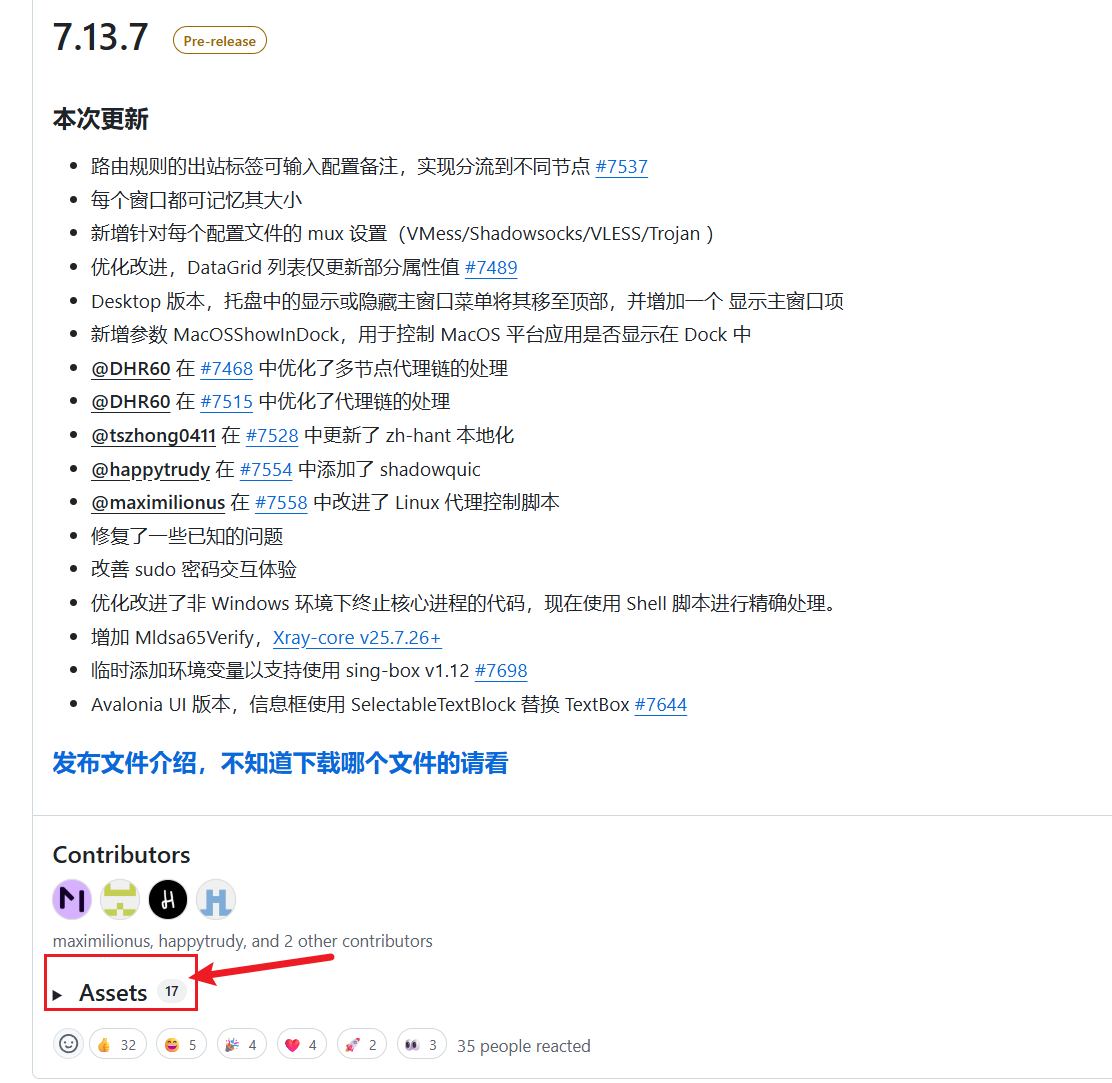 7.13.7 Pre-release
本次更新
路由规则的出站标签可输入配置备注，实现分流到不同节点 #7537
每个窗口都可记忆其大小
新增针对每个配置文件的 mux 设置（VMess/Shadowsocks/VLESS/Trojan ）
优化改进，DataGrid 列表仅更新部分属性值 #7489
Desktop 版本，托盘中的显示或隐藏主窗口菜单将其移至顶部，并增加一个 显示主窗口项
新增参数 MacOSShowInDock，用于控制 MacOS 平台应用是否显示在 Dock 中
@DHR60 在 #7468 中优化了多节点代理链的处理
@DHR60 在 #7515 中优化了代理链的处理
@tszhong0411 在 #7528 中更新了 zh-hant 本地化
@happytrudy 在 #7554 中添加了 shadowquic
@maximilionus 在 #7558 中改进了 Linux 代理控制脚本
修复了一些已知的问题
改善 sudo 密码交互体验
优化改进了非 Windows 环境下终止核心进程的代码，现在使用 Shell 脚本进行精确处理。
增加 Mldsa65Verify，Xray-core v25.7.26+
临时添加环境变量以支持使用 sing-box v1.12 #7698
Avalonia UI 版本，信息框使用 SelectableTextBlock 替换 TextBox #7644
发布文件介绍，不知道下载哪个文件的请看
Contributors
maximilionus, happytrudy, and 2 other contributors
Assets 17
32 5 4 4 2 3 35 people reacted